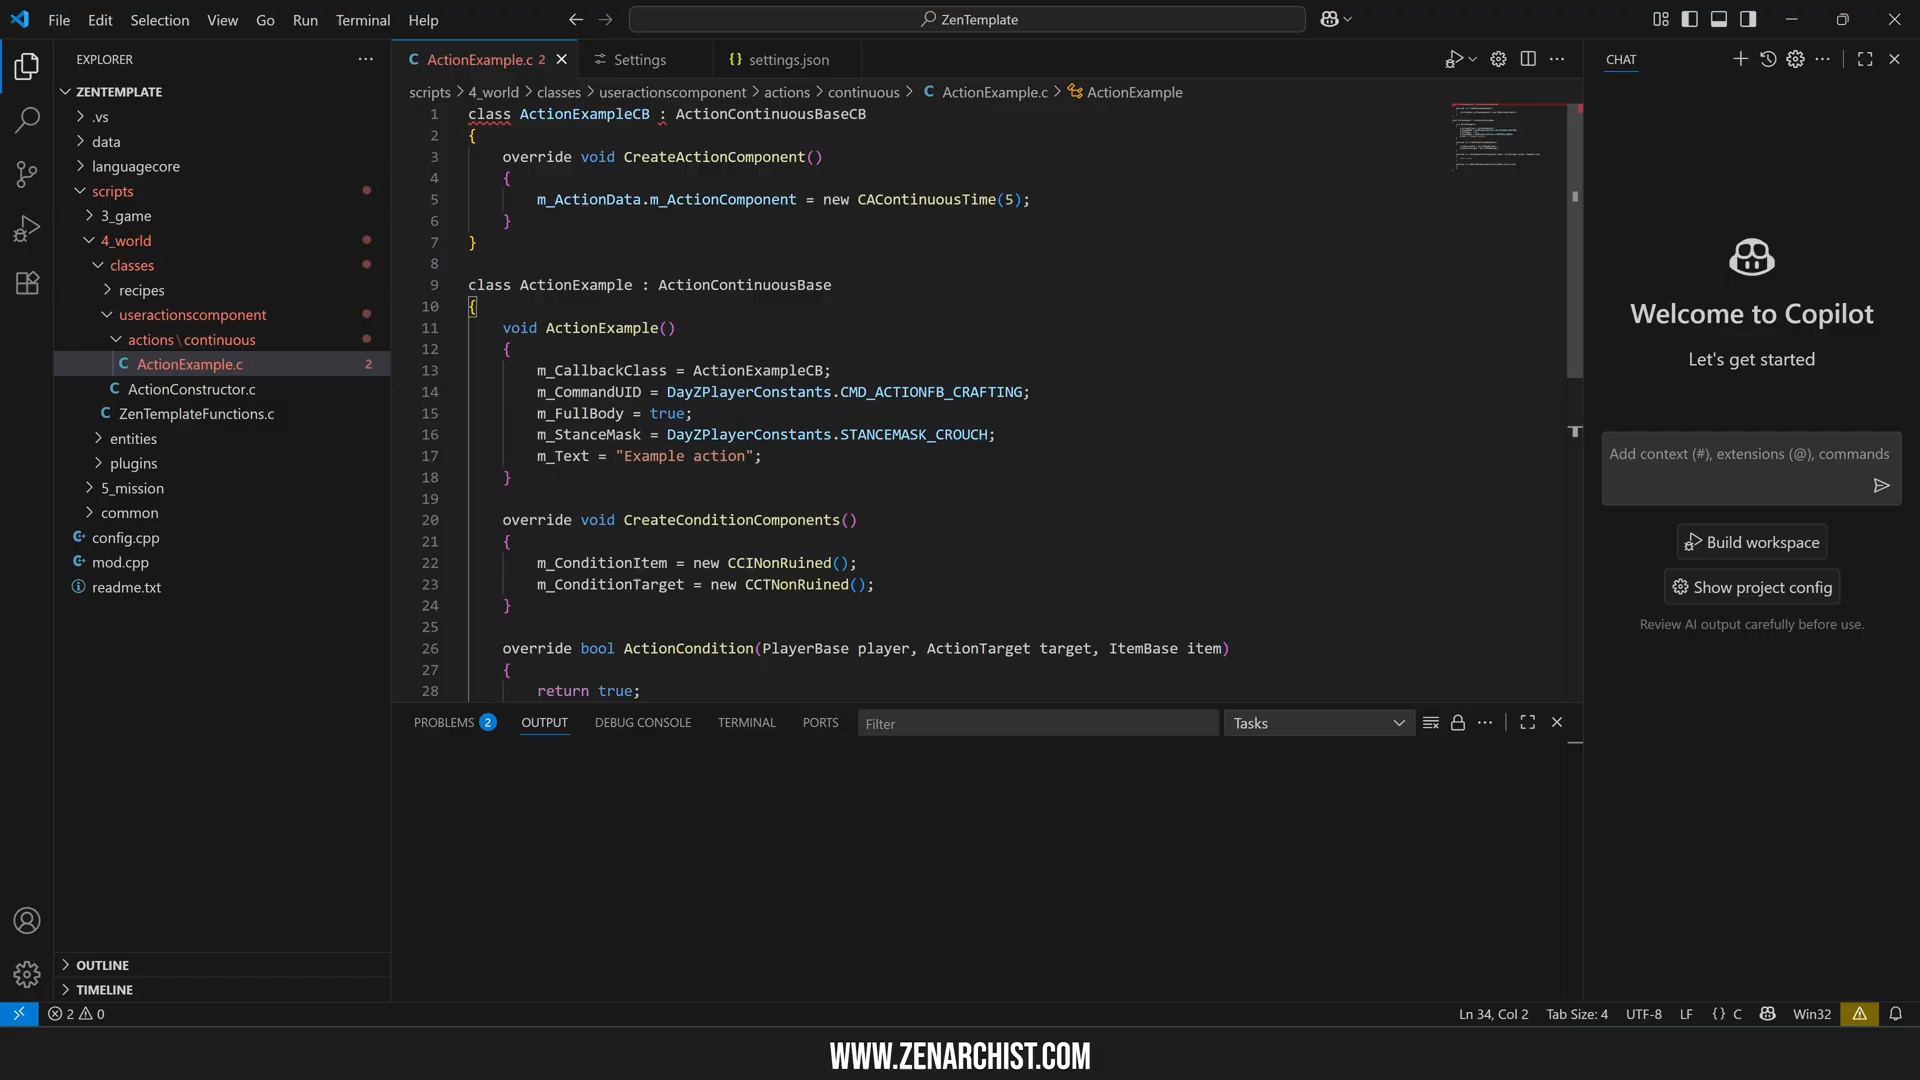 File Edit Selection View Go Run Terminal Help
ZenTemplate
EXPLORER
ZENTEMPLATE
.vs
data
languagecore
scripts
3_game
4_world
classes
recipes
useractionscomponent
actions\continuous
C ActionExample.c 2
C ActionConstructor.c
C ZenTemplateFunctions.c
entities
plugins
5_mission
common
config.cpp
mod.cpp
readme.txt
OUTLINE
TIMELINE
C ActionExample.c 2
Settings
{} settings.json
scripts > 4_world > classes > useractionscomponent > actions > continuous > C ActionExample.c > ActionExample
1 class ActionExampleCB : ActionContinuousBaseCB
2 {
3 override void CreateActionComponent()
4 {
5 m_ActionData.m_ActionComponent = new CAContinuousTime(5);
6 }
7 }
8
9 class ActionExample : ActionContinuousBase
10 {
11 void ActionExample()
12 {
13 m_CallbackClass = ActionExampleCB;
14 m_CommandUID = DayZPlayerConstants.CMD_ACTIONFB_CRAFTING;
15 m_FullBody = true;
16 m_StanceMask = DayZPlayerConstants.STANCEMASK_CROUCH;
17 m_Text = "Example action";
18 }
19
20 override void CreateConditionComponents()
21 {
22 m_ConditionItem = new CCINonRuined();
23 m_ConditionTarget = new CCTNonRuined();
24 }
25
26 override bool ActionCondition(PlayerBase player, ActionTarget target, ItemBase item)
27 {
28 return true;
PROBLEMS 2 OUTPUT DEBUG CONSOLE TERMINAL PORTS
Filter
Tasks
CHAT
Welcome to Copilot
Let's get started
Add context (#), extensions (@), commands
Build workspace
Show project config
Review AI output carefully before use.
2 0
Ln 34, Col 2 Tab Size: 4 UTF-8 LF {} C Win32
WWW.ZENARCHIST.COM